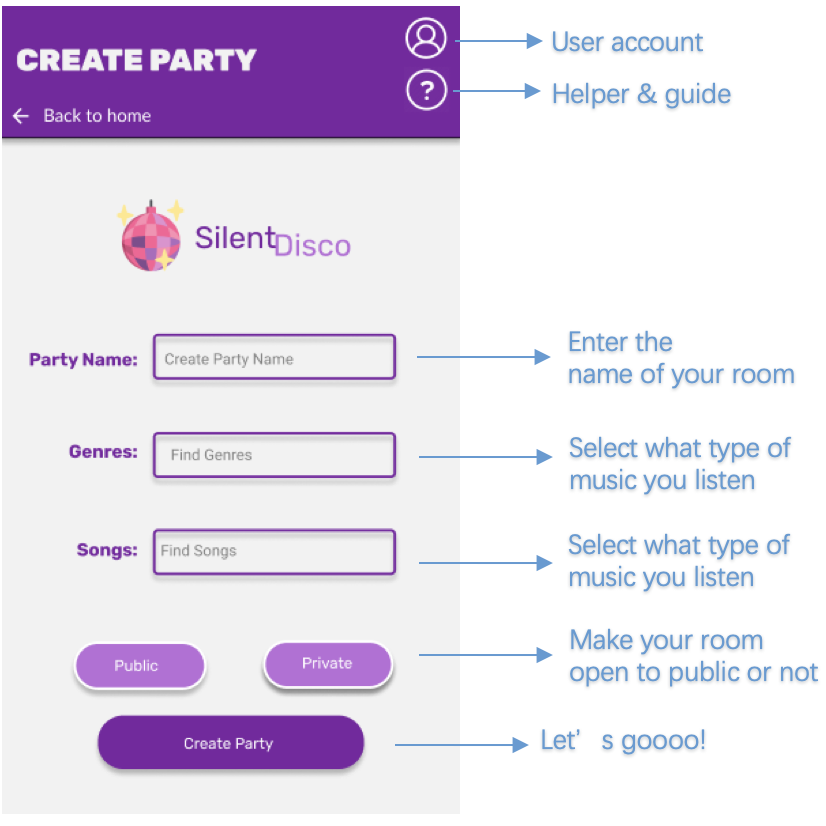 CREATE PARTY
User account
?
Helper & guide
← Back to home
Silent Disco
Party Name:
Create Party Name
Enter the
name of your room
Genres:
Find Genres
Select what type of
music you listen
Songs:
Find Songs
Select what type of
music you listen
Public
Private
Make your room
open to public or not
Create Party
Let’s goooo!